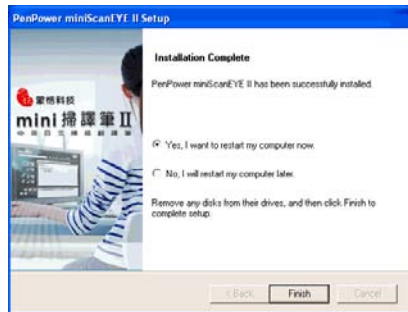 PenPower miniScanEYE II Setup
Installation Complete
PenPower miniScanEYE II has been successfully installed.
蒙恬科技
mini 掃譯筆 II
Yes, I want to restart my computer now.
No, I will restart my computer later.
Remove any disks from their drives, and then click Finish to
complete setup.
< Back
Finish
Cancel